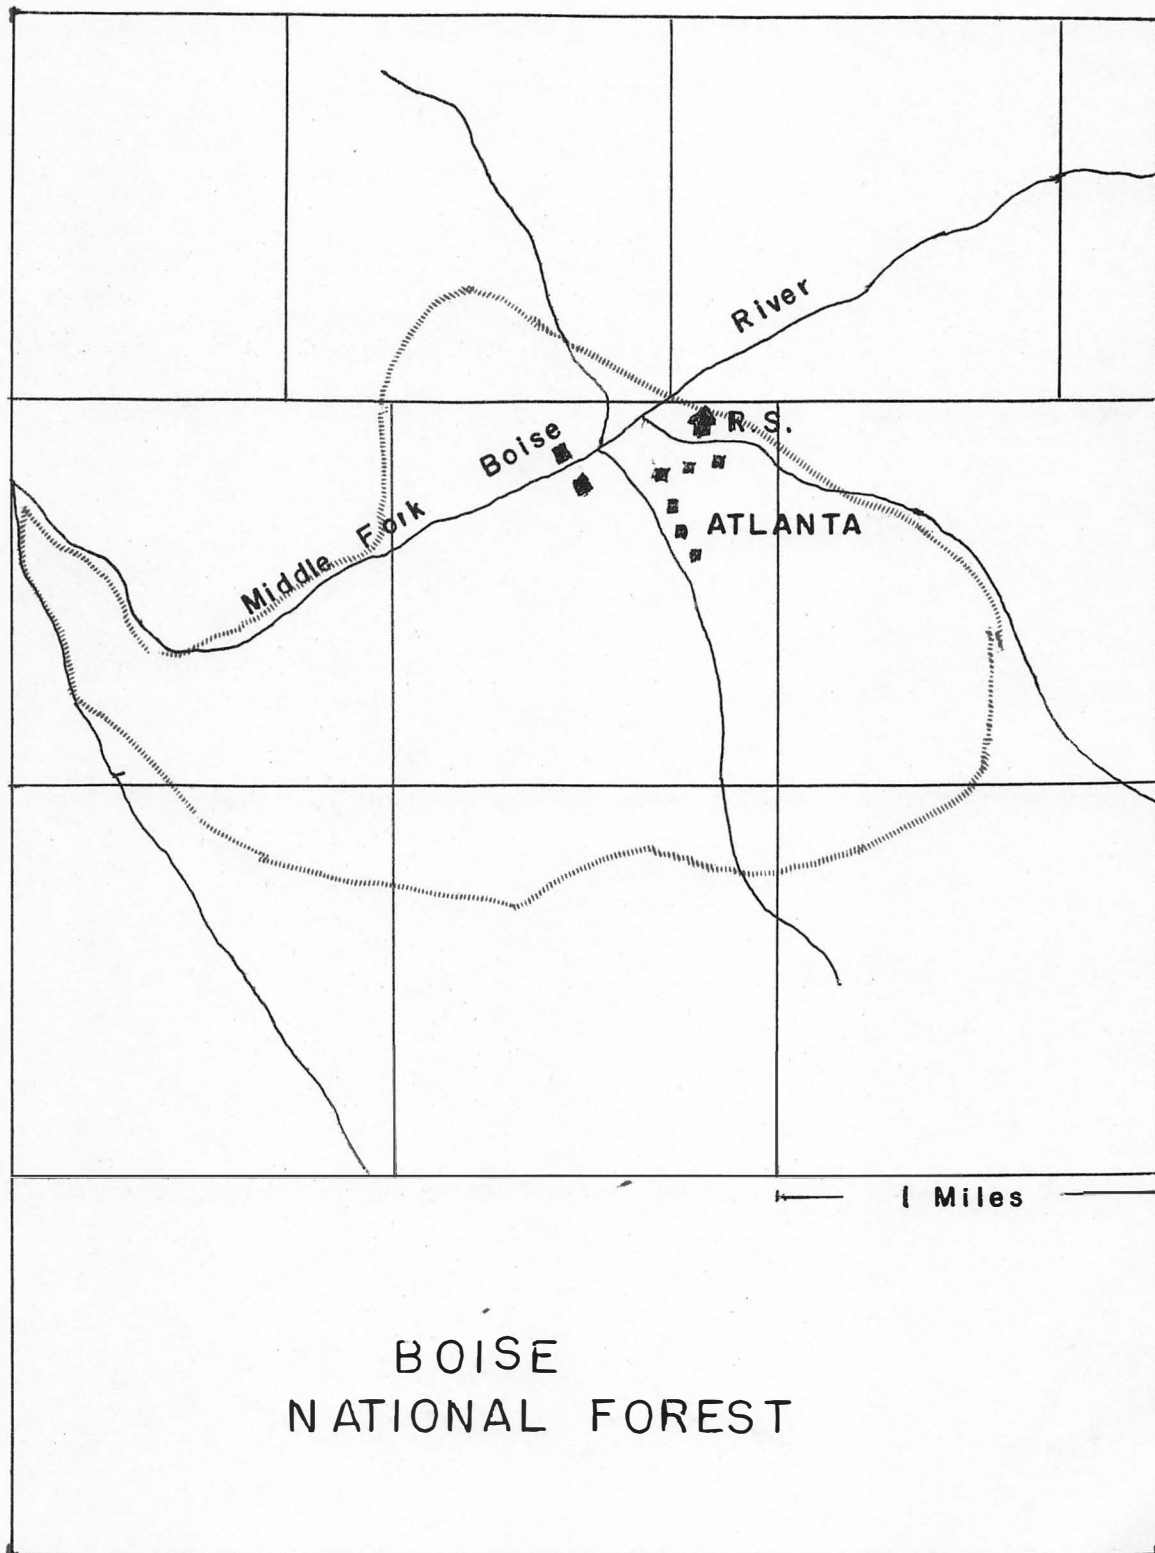 River
R.S.
Boise
Middle Fork
ATLANTA
1 Miles
BOISE
NATIONAL FOREST